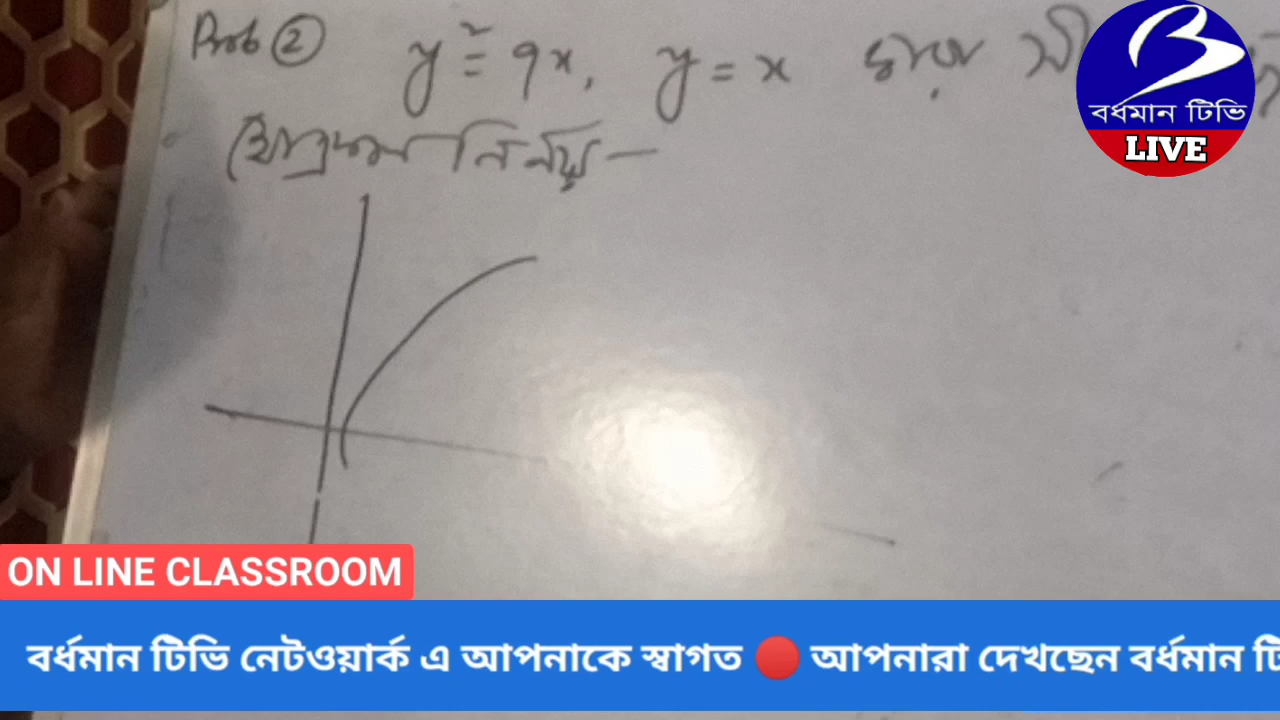 Prob ② y² = 9x, y = x দ্বারা সী
ক্ষেত্রফল নির্ণয় —
বর্ধমান টিভি
LIVE
ON LINE CLASSROOM
বর্ধমান টিভি নেটওয়ার্ক এ আপনাকে স্বাগত 🔴 আপনারা দেখছেন বর্ধমান টি